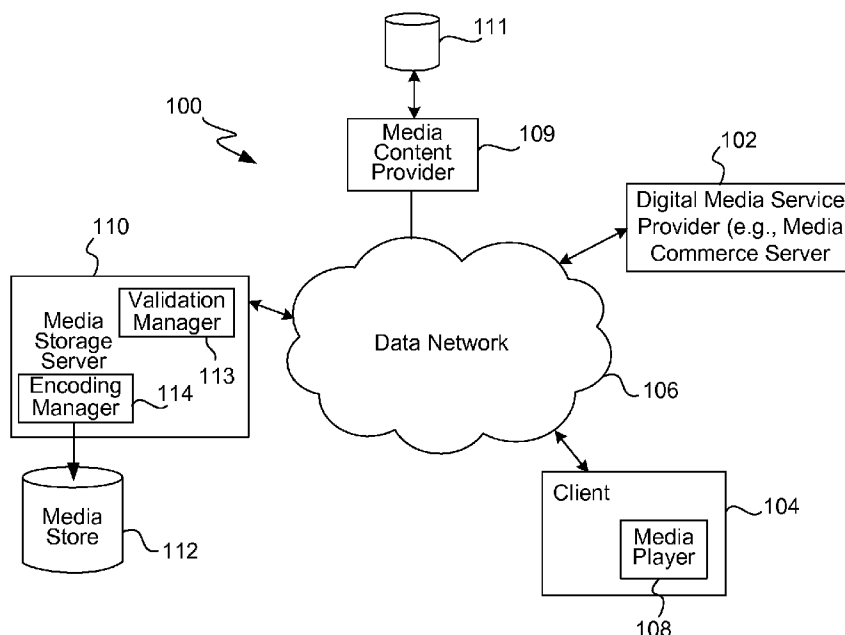 111
100
Media
Content
Provider
109
102
Digital Media Service
Provider (e.g., Media
Commerce Server
110
Validation
Manager
Media
Storage
Server
113
Encoding
Manager
114
Data Network
106
Media
Store
112
Client
104
Media
Player
108